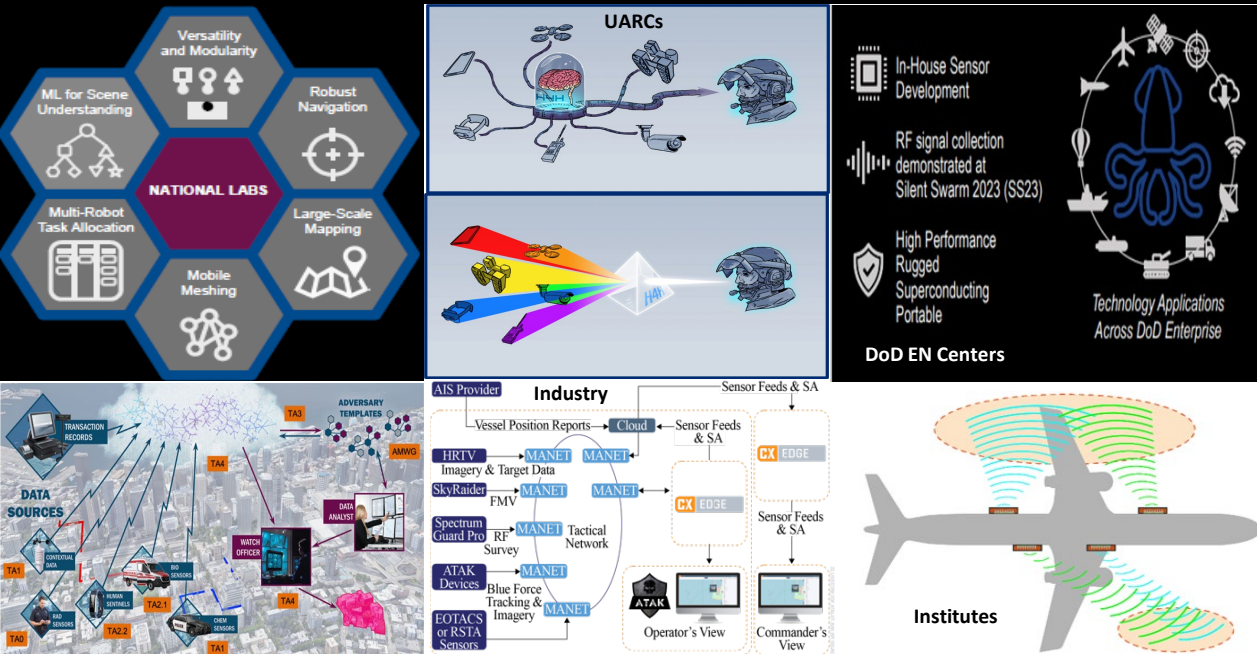 Versatility
and Modularity
ML for Scene
Understanding
Robust
Navigation
NATIONAL LABS
Multi-Robot
Task Allocation
Large-Scale
Mapping
Mobile
Meshing
UARCs
H4H
In-House Sensor
Development
RF signal collection
demonstrated at
Silent Swarm 2023 (SS23)
High Performance
Rugged
Superconducting
Portable
Technology Applications
Across DoD Enterprise
DoD EN Centers
TRANSACTION
RECORDS
TA3
ADVERSARY
TEMPLATES
AMWG
TA4
DATA
SOURCES
DATA
ANALYST
WATCH
OFFICER
CONTEXTUAL
DATA
TA1
BIO
SENSORS
TA2.1
HUMAN
SENTINELS
TA2.2
RAD
SENSORS
TA0
CHEM
SENSORS
TA1
TA4
Industry
AIS Provider
Sensor Feeds & SA
Vessel Position Reports
Cloud
Sensor Feeds
& SA
HRTV
MANET
MANET
Imagery & Target Data
CX EDGE
SkyRaider
MANET
MANET
FMV
CX EDGE
Spectrum
Guard Pro
MANET
RF
Survey
Tactical
Network
Sensor Feeds
& SA
ATAK
Devices
MANET
Blue Force
Tracking &
Imagery
MANET
EOTACS
or RSTA
Sensors
ATAK
Operator's View
Commander's
View
Institutes